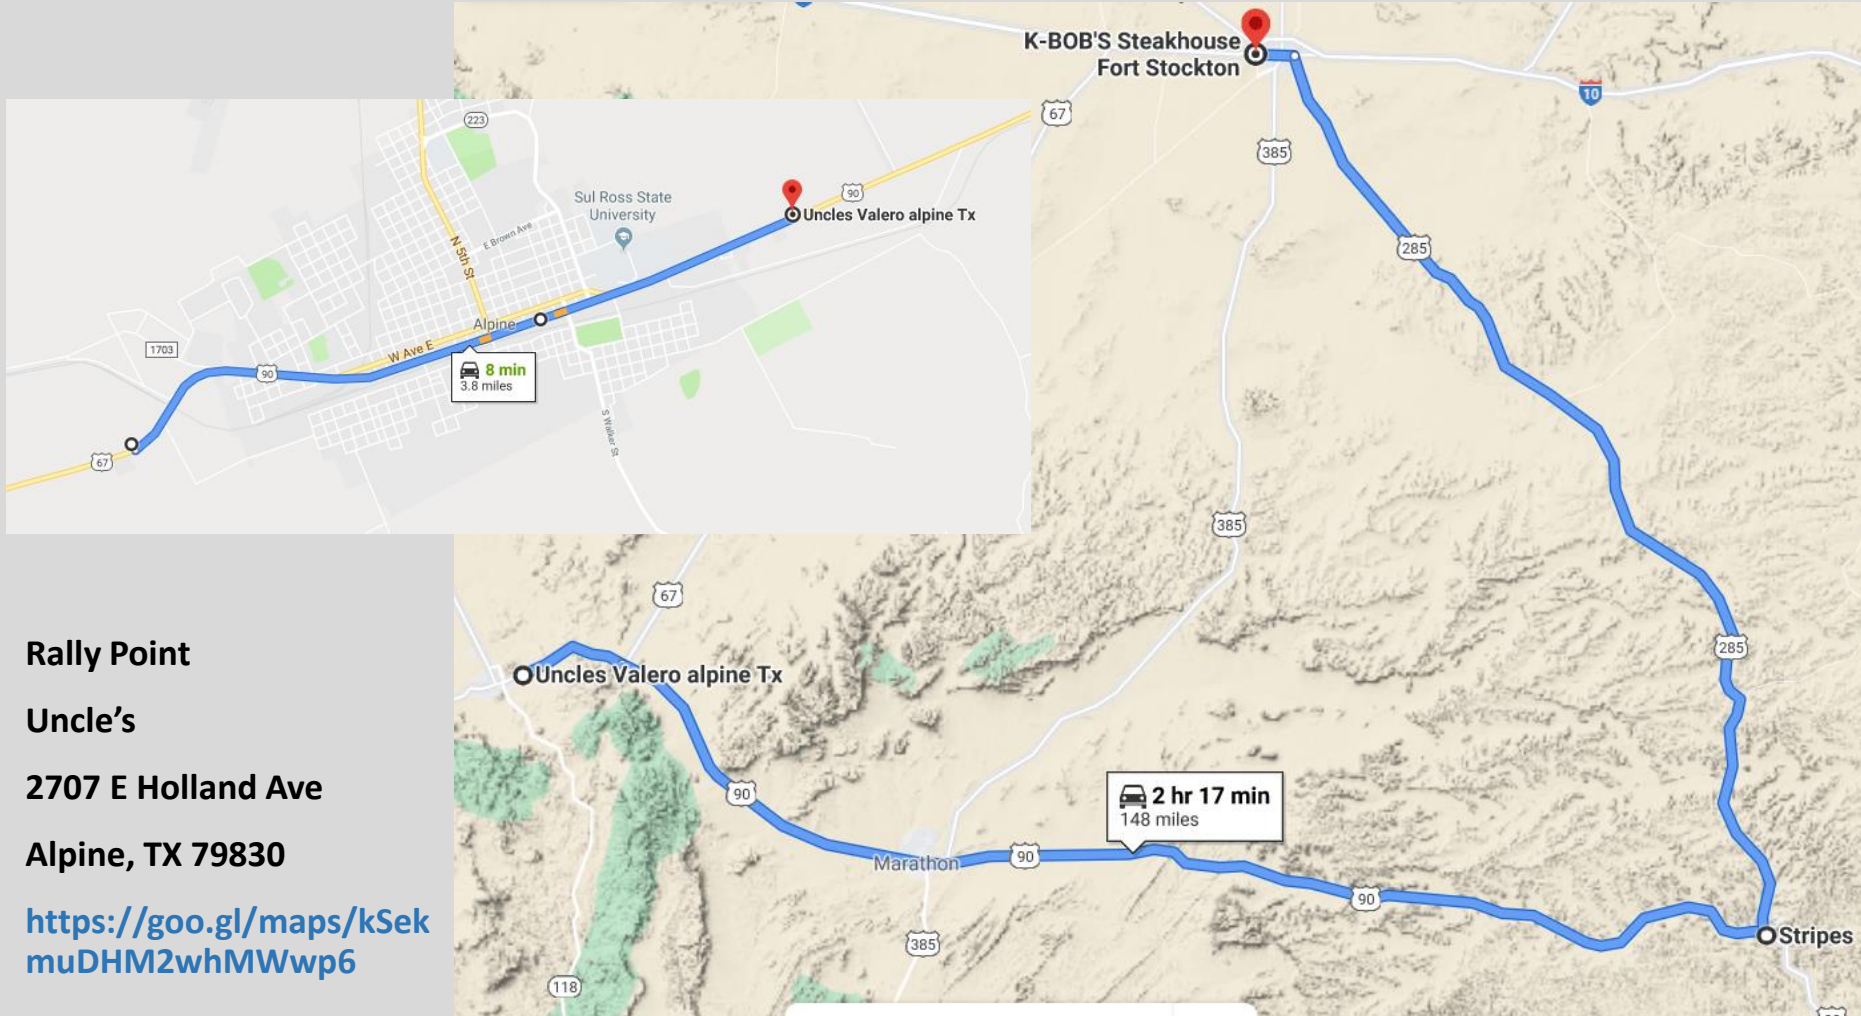 K-BOB'S Steakhouse
Fort Stockton
10
67
385
285
223
Sul Ross State
University
90
Uncles Valero alpine Tx
E Brown Ave
N 5th St
Alpine
1703
W Ave E
90
8 min
3.8 miles
S Walker St
67
385
67
285
Uncles Valero alpine Tx
Rally Point
Uncle's
2707 E Holland Ave
Alpine, TX 79830
https://goo.gl/maps/kSek
muDHM2whMWwp6
90
2 hr 17 min
148 miles
Marathon
90
90
385
Stripes
118